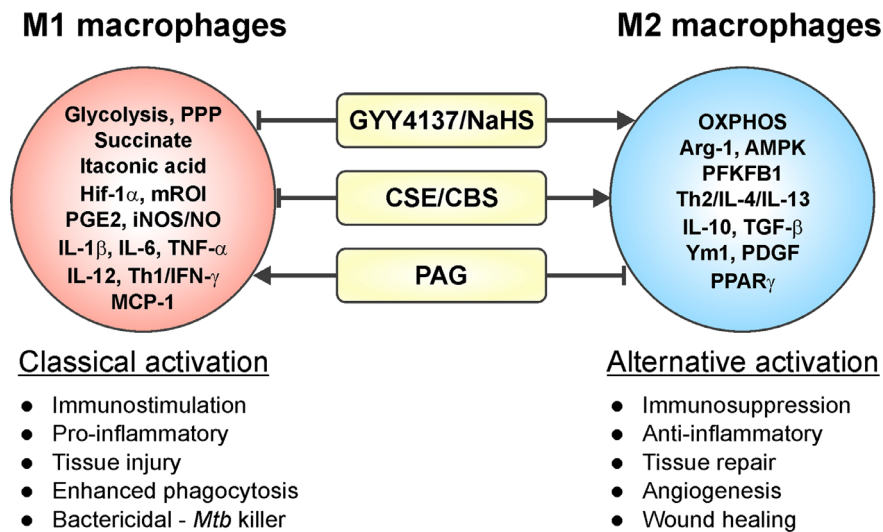 M1 macrophages
M2 macrophages
Glycolysis, PPP
Succinate
Itaconic acid
Hif-1α, mROI
PGE2, iNOS/NO
IL-1β, IL-6, TNF-α
IL-12, Th1/IFN-γ
MCP-1
GYY4137/NaHS
CSE/CBS
PAG
OXPHOS
Arg-1, AMPK
PFKFB1
Th2/IL-4/IL-13
IL-10, TGF-β
Ym1, PDGF
PPARγ
Classical activation
● Immunostimulation
● Pro-inflammatory
● Tissue injury
● Enhanced phagocytosis
● Bactericidal - Mtb killer
Alternative activation
● Immunosuppression
● Anti-inflammatory
● Tissue repair
● Angiogenesis
● Wound healing